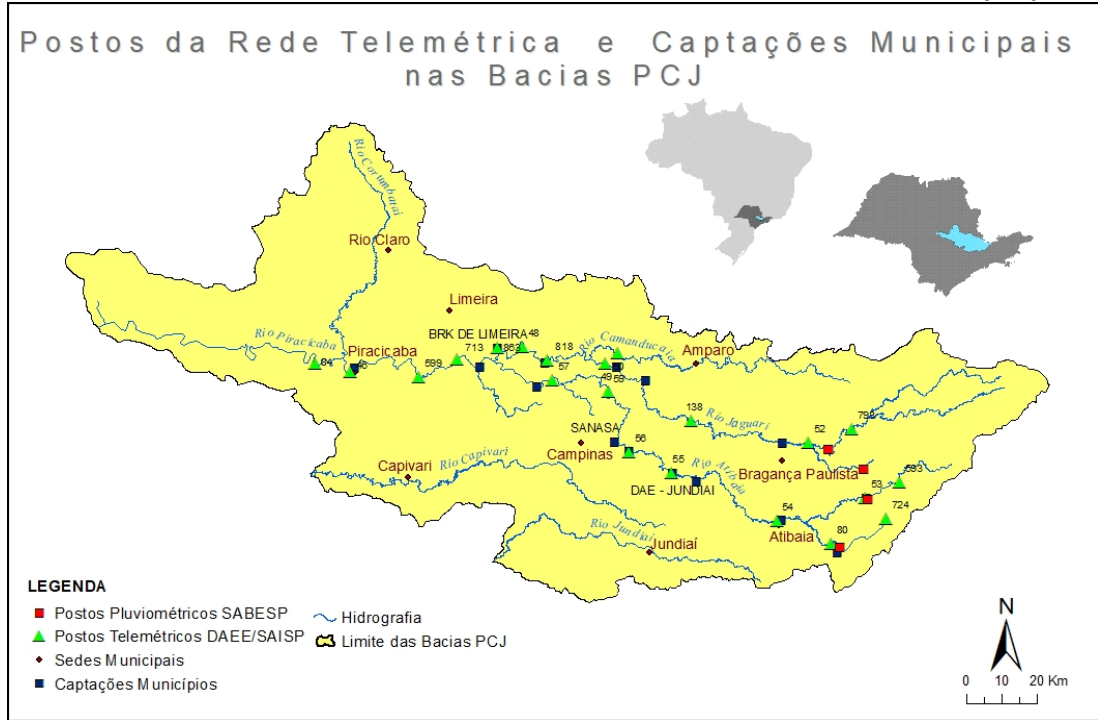 Postos da Rede Telemétrica e Captações Municipais
nas Bacias PCJ
Rio Corumbataí
Rio Claro
Limeira
BRK DE LIMEIRA
48
Rio Piracicaba
Piracicaba
713
818
Rio Camanducaia
Amparo
599
57
49
59
138
Rio Jaguari
52
SANASA
Campinas
56
Capivari
Rio Capivari
55
Rio Atibaia
Bragança Paulista
593
DAE - JUNDIAI
53
54
724
Atibaia
80
Rio Jundiaí
Jundiaí
LEGENDA
Postos Pluviométricos SABESP
Hidrografia
Postos Telemétricos DAEE/SAISP
Limite das Bacias PCJ
Sedes Municipais
Captações Municípios
N
0 10 20 Km